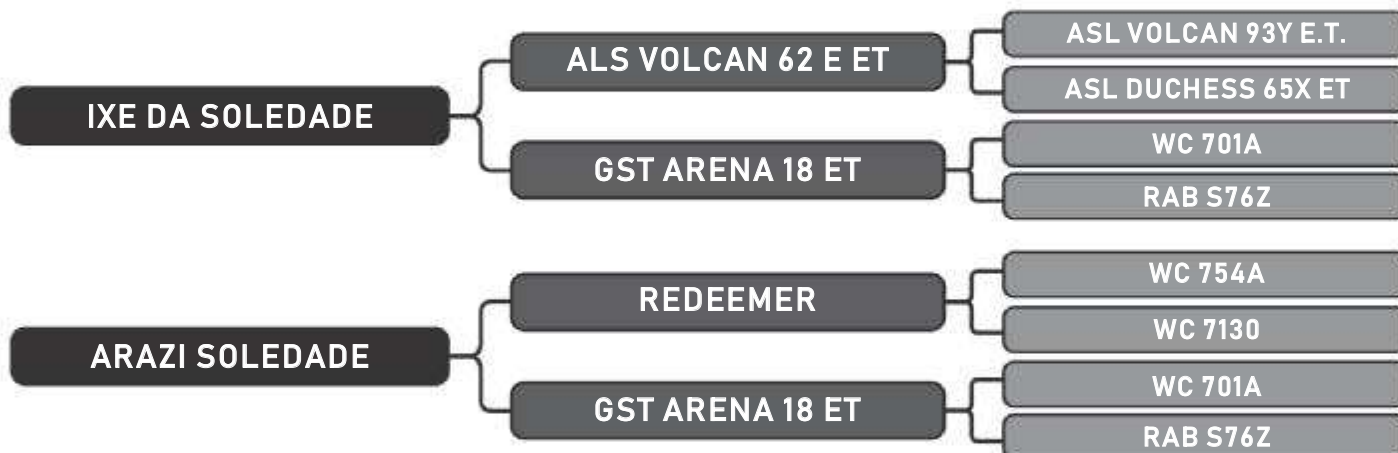 IXE DA SOLEDADE
ALS VOLCAN 62 E ET
ASL VOLCAN 93Y E.T.
ASL DUCHESS 65X ET
GST ARENA 18 ET
WC 701A
RAB S76Z
ARAZI SOLEDADE
REDEEMER
WC 754A
WC 7130
GST ARENA 18 ET
WC 701A
RAB S76Z